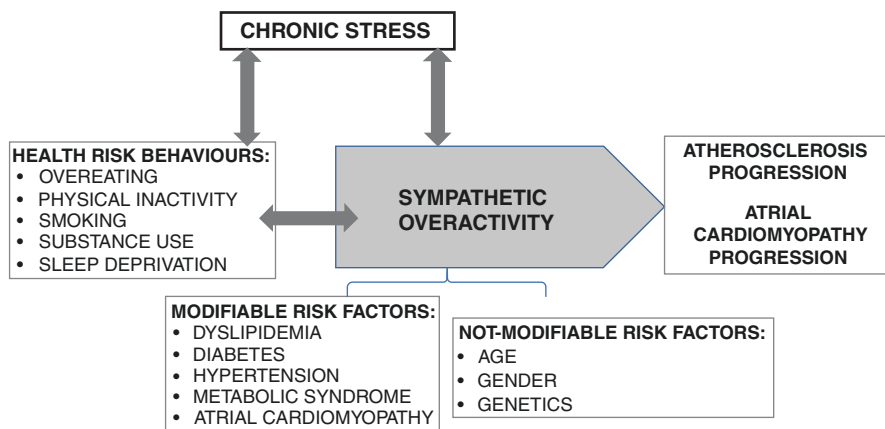 CHRONIC STRESS
HEALTH RISK BEHAVIOURS:
• OVEREATING
• PHYSICAL INACTIVITY
• SMOKING
• SUBSTANCE USE
• SLEEP DEPRIVATION
SYMPATHETIC
OVERACTIVITY
ATHEROSCLEROSIS
PROGRESSION
ATRIAL
CARDIOMYOPATHY
PROGRESSION
MODIFIABLE RISK FACTORS:
• DYSLIPIDEMIA
• DIABETES
• HYPERTENSION
• METABOLIC SYNDROME
• ATRIAL CARDIOMYOPATHY
NOT-MODIFIABLE RISK FACTORS:
• AGE
• GENDER
• GENETICS